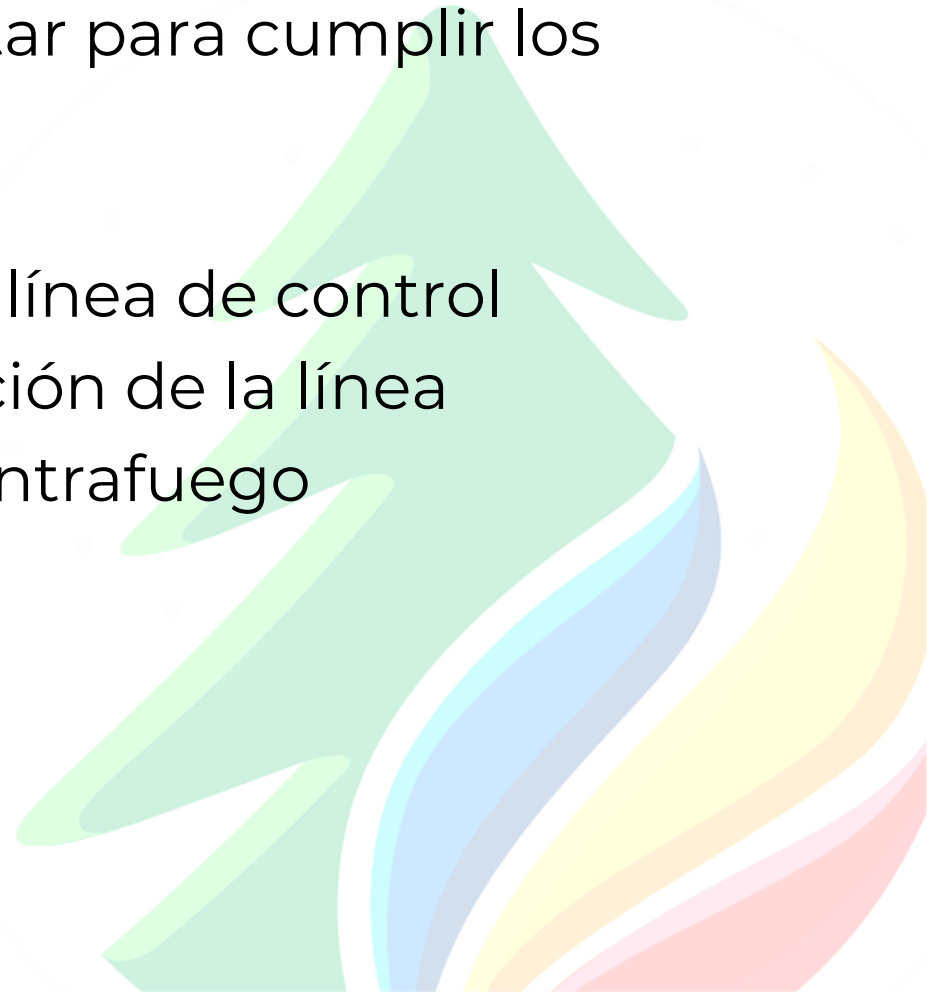 ar para cumplir los
línea de control
ción de la línea
ntrafuego